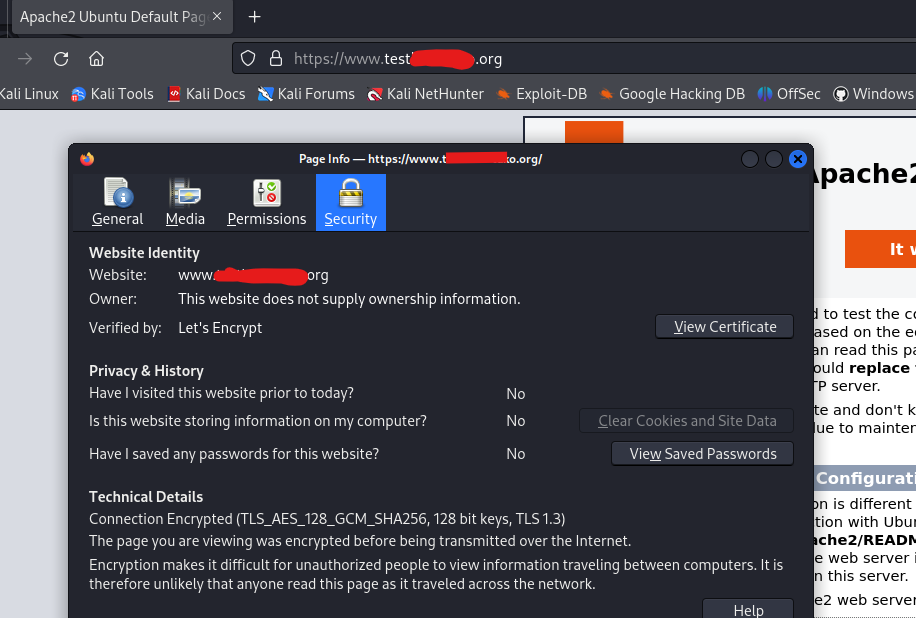 Apache2 Ubuntu Default Pag
https://www.test .org
Kali Linux Kali Tools Kali Docs Kali Forums Kali NetHunter Exploit-DB Google Hacking DB OffSec Windows
Page Info — https://www.t ko.org/
Apache2
General Media Permissions Security
It w
Website Identity
Website: www. org
Owner: This website does not supply ownership information.
Verified by: Let's Encrypt
View Certificate
Privacy & History
Have I visited this website prior to today? No
Is this website storing information on my computer? No
Clear Cookies and Site Data
Have I saved any passwords for this website? No
View Saved Passwords
Technical Details
Connection Encrypted (TLS_AES_128_GCM_SHA256, 128 bit keys, TLS 1.3)
The page you are viewing was encrypted before being transmitted over the Internet.
Encryption makes it difficult for unauthorized people to view information traveling between computers. It is
therefore unlikely that anyone read this page as it traveled across the network.
Help
d to test the co
ased on the e
an read this pa
ould replace
TP server.
te and don't k
lue to mainten
Configurati
on is different
tion with Ubun
ache2/README
e web server i
n this server.
e2 web server